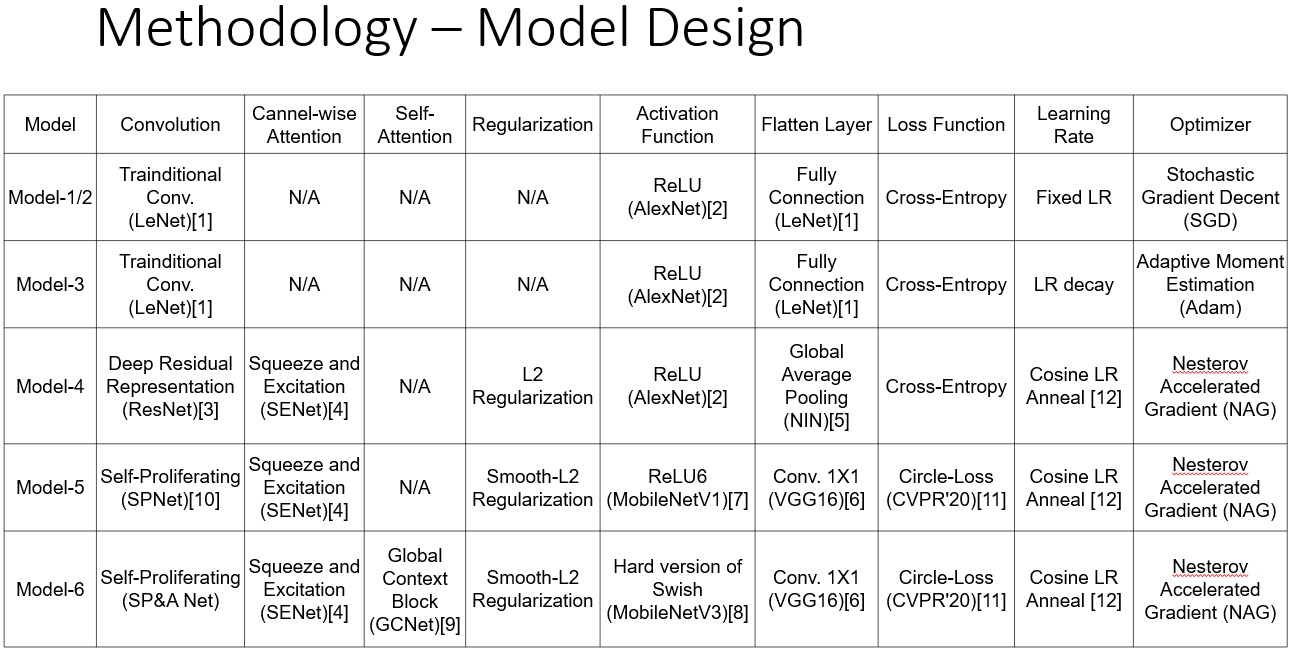 Methodology – Model Design
Model
Convolution
Cannel-wise
Attention
Self-
Attention
Regularization
Activation
Function
Flatten Layer
Loss Function
Learning
Rate
Optimizer
Model-1/2
Trainditional
Conv.
(LeNet)[1]
N/A
N/A
N/A
ReLU
(AlexNet)[2]
Fully
Connection
(LeNet)[1]
Cross-Entropy
Fixed LR
Stochastic
Gradient Decent
(SGD)
Model-3
Trainditional
Conv.
(LeNet)[1]
N/A
N/A
N/A
ReLU
(AlexNet)[2]
Fully
Connection
(LeNet)[1]
Cross-Entropy
LR decay
Adaptive Moment
Estimation
(Adam)
Model-4
Deep Residual
Representation
(ResNet)[3]
Squeeze and
Excitation
(SENet)[4]
N/A
L2
Regularization
ReLU
(AlexNet)[2]
Global
Average
Pooling
(NIN)[5]
Cross-Entropy
Cosine LR
Anneal [12]
Nesterov
Accelerated
Gradient (NAG)
Model-5
Self-Proliferating
(SPNet)[10]
Squeeze and
Excitation
(SENet)[4]
N/A
Smooth-L2
Regularization
ReLU6
(MobileNetV1)[7]
Conv. 1X1
(VGG16)[6]
Circle-Loss
(CVPR'20)[11]
Cosine LR
Anneal [12]
Nesterov
Accelerated
Gradient (NAG)
Model-6
Self-Proliferating
(SP&A Net)
Squeeze and
Excitation
(SENet)[4]
Global
Context
Block
(GCNet)[9]
Smooth-L2
Regularization
Hard version of
Swish
(MobileNetV3)[8]
Conv. 1X1
(VGG16)[6]
Circle-Loss
(CVPR'20)[11]
Cosine LR
Anneal [12]
Nesterov
Accelerated
Gradient (NAG)